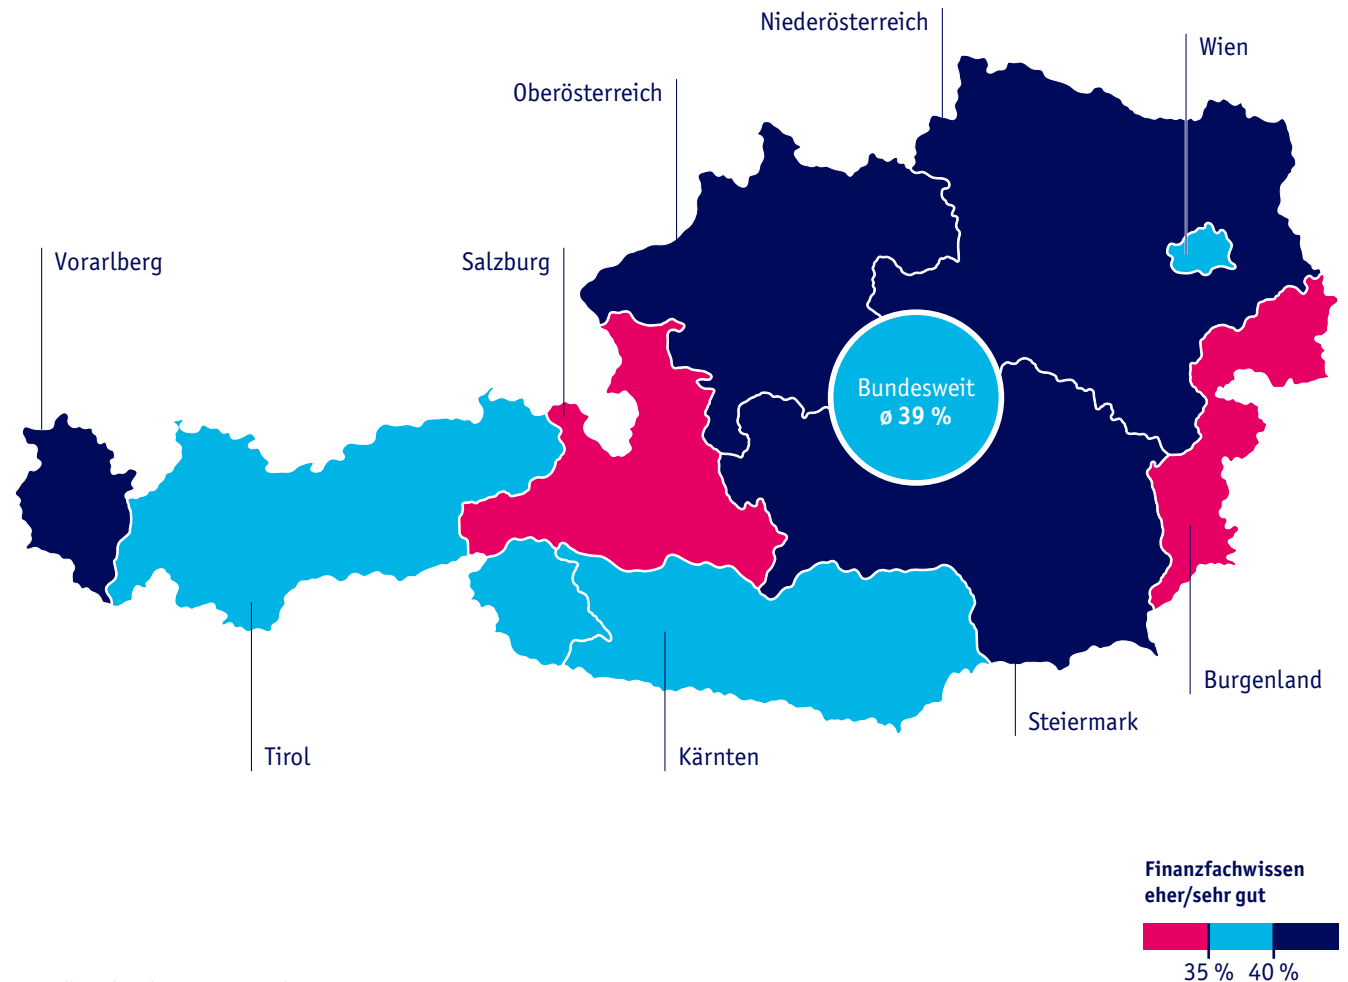 Niederösterreich
Wien
Oberösterreich
Vorarlberg
Salzburg
Bundesweit
ø 39 %
Burgenland
Steiermark
Tirol
Kärnten
Finanzfachwissen
eher/sehr gut
35 % 40 %